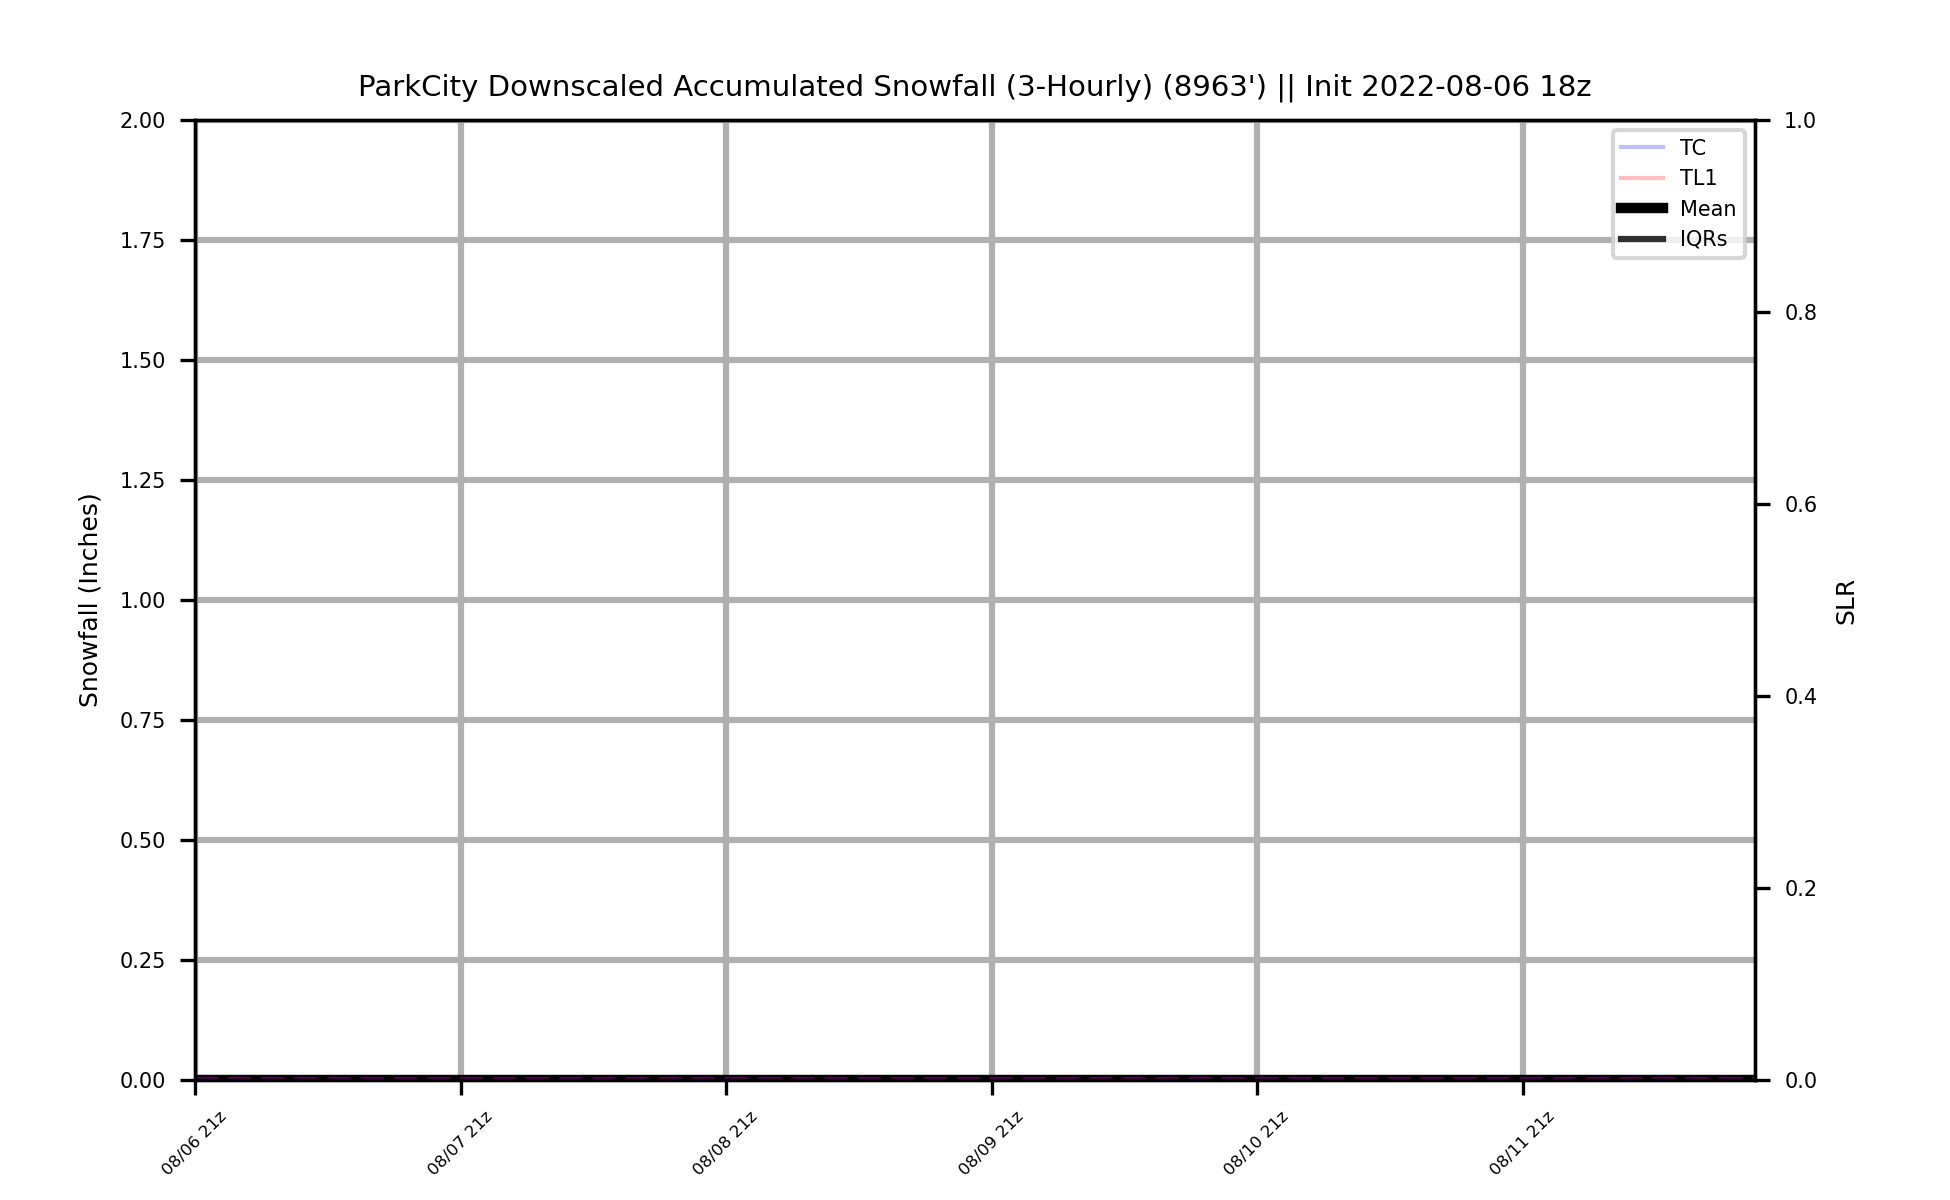 ParkCity Downscaled Accumulated Snowfall (3-Hourly) (8963') || Init 2022-08-06 18z
2.00
1.75
1.50
1.25
1.00
0.75
0.50
0.25
0.00
Snowfall (Inches)
TC
TL1
Mean
IQRs
1.0
0.8
0.6
0.4
0.2
0.0
SLR
08/06 21z
08/07 21z
08/08 21z
08/09 21z
08/10 21z
08/11 21z